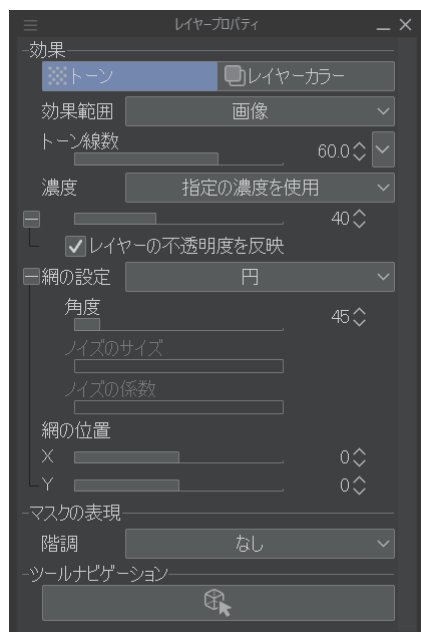 レイヤープロパティ
効果
トーン レイヤーカラー
効果範囲 画像
トーン線数
60.0
濃度 指定の濃度を使用
40
レイヤーの不透明度を反映
網の設定 円
角度
45
ノイズのサイズ
ノイズの係数
網の位置
X 0
Y 0
マスクの表現
階調 なし
ツールナビゲーション